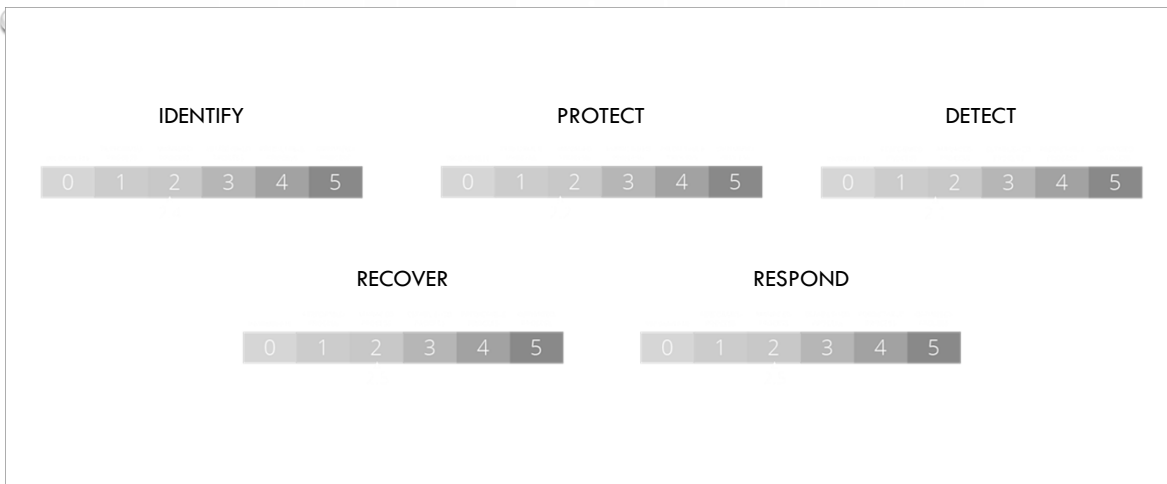 IDENTIFY
0 1 2 3 4 5
PROTECT
0 1 2 3 4 5
DETECT
0 1 2 3 4 5
RECOVER
0 1 2 3 4 5
RESPOND
0 1 2 3 4 5